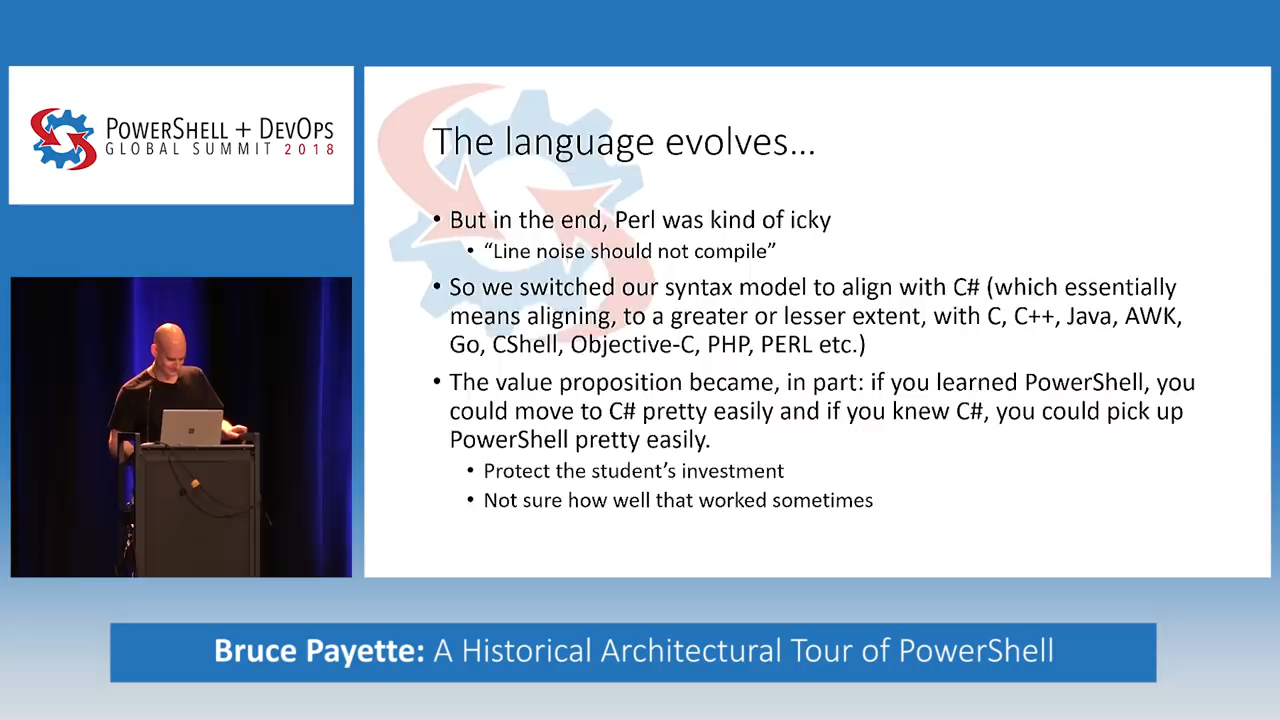 POWERSHELL + DEVOPS
GLOBAL SUMMIT 2018
The language evolves...
• But in the end, Perl was kind of icky
• “Line noise should not compile”
• So we switched our syntax model to align with C# (which essentially
means aligning, to a greater or lesser extent, with C, C++, Java, AWK,
Go, CShell, Objective-C, PHP, PERL etc.)
• The value proposition became, in part: if you learned PowerShell, you
could move to C# pretty easily and if you knew C#, you could pick up
PowerShell pretty easily.
• Protect the student’s investment
• Not sure how well that worked sometimes
Bruce Payette: A Historical Architectural Tour of PowerShell